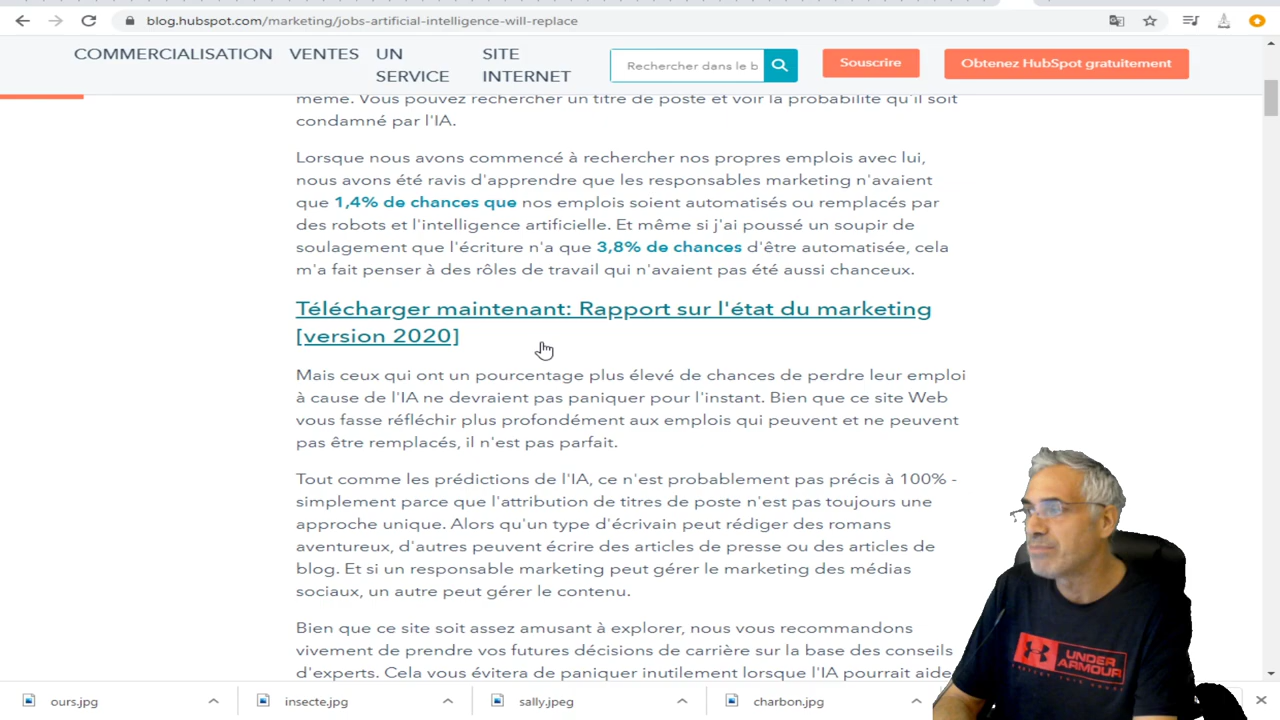 blog.hubspot.com/marketing/jobs-artificial-intelligence-will-replace
COMMERCIALISATION
VENTES
UN
SERVICE
SITE
INTERNET
Rechercher dans le b
Souscrire
Obtenez HubSpot gratuitement
même. Vous pouvez rechercher un titre de poste et voir la probabilité qu'il soit
condamné par l'IA.
Lorsque nous avons commencé à rechercher nos propres emplois avec lui,
nous avons été ravis d'apprendre que les responsables marketing n'avaient
que 1,4% de chances que nos emplois soient automatisés ou remplacés par
des robots et l'intelligence artificielle. Et même si j'ai poussé un soupir de
soulagement que l'écriture n'a que 3,8% de chances d'être automatisée, cela
m'a fait penser à des rôles de travail qui n'avaient pas été aussi chanceux.
Télécharger maintenant: Rapport sur l'état du marketing
[version 2020]
Mais ceux qui ont un pourcentage plus élevé de chances de perdre leur emploi
à cause de l'IA ne devraient pas paniquer pour l'instant. Bien que ce site Web
vous fasse réfléchir plus profondément aux emplois qui peuvent et ne peuvent
pas être remplacés, il n'est pas parfait.
Tout comme les prédictions de l'IA, ce n'est probablement pas précis à 100% -
simplement parce que l'attribution de titres de poste n'est pas toujours une
approche unique. Alors qu'un type d'écrivain peut rédiger des romans
aventureux, d'autres peuvent écrire des articles de presse ou des articles de
blog. Et si un responsable marketing peut gérer le marketing des médias
sociaux, un autre peut gérer le contenu.
Bien que ce site soit assez amusant à explorer, nous vous recommandons
vivement de prendre vos futures décisions de carrière sur la base des conseils
d'experts. Cela vous évitera de paniquer inutilement lorsque l'IA pourrait aide
UNDER
ARMOUR
ours.jpg
insecte.jpg
sally.jpeg
charbon.jpg